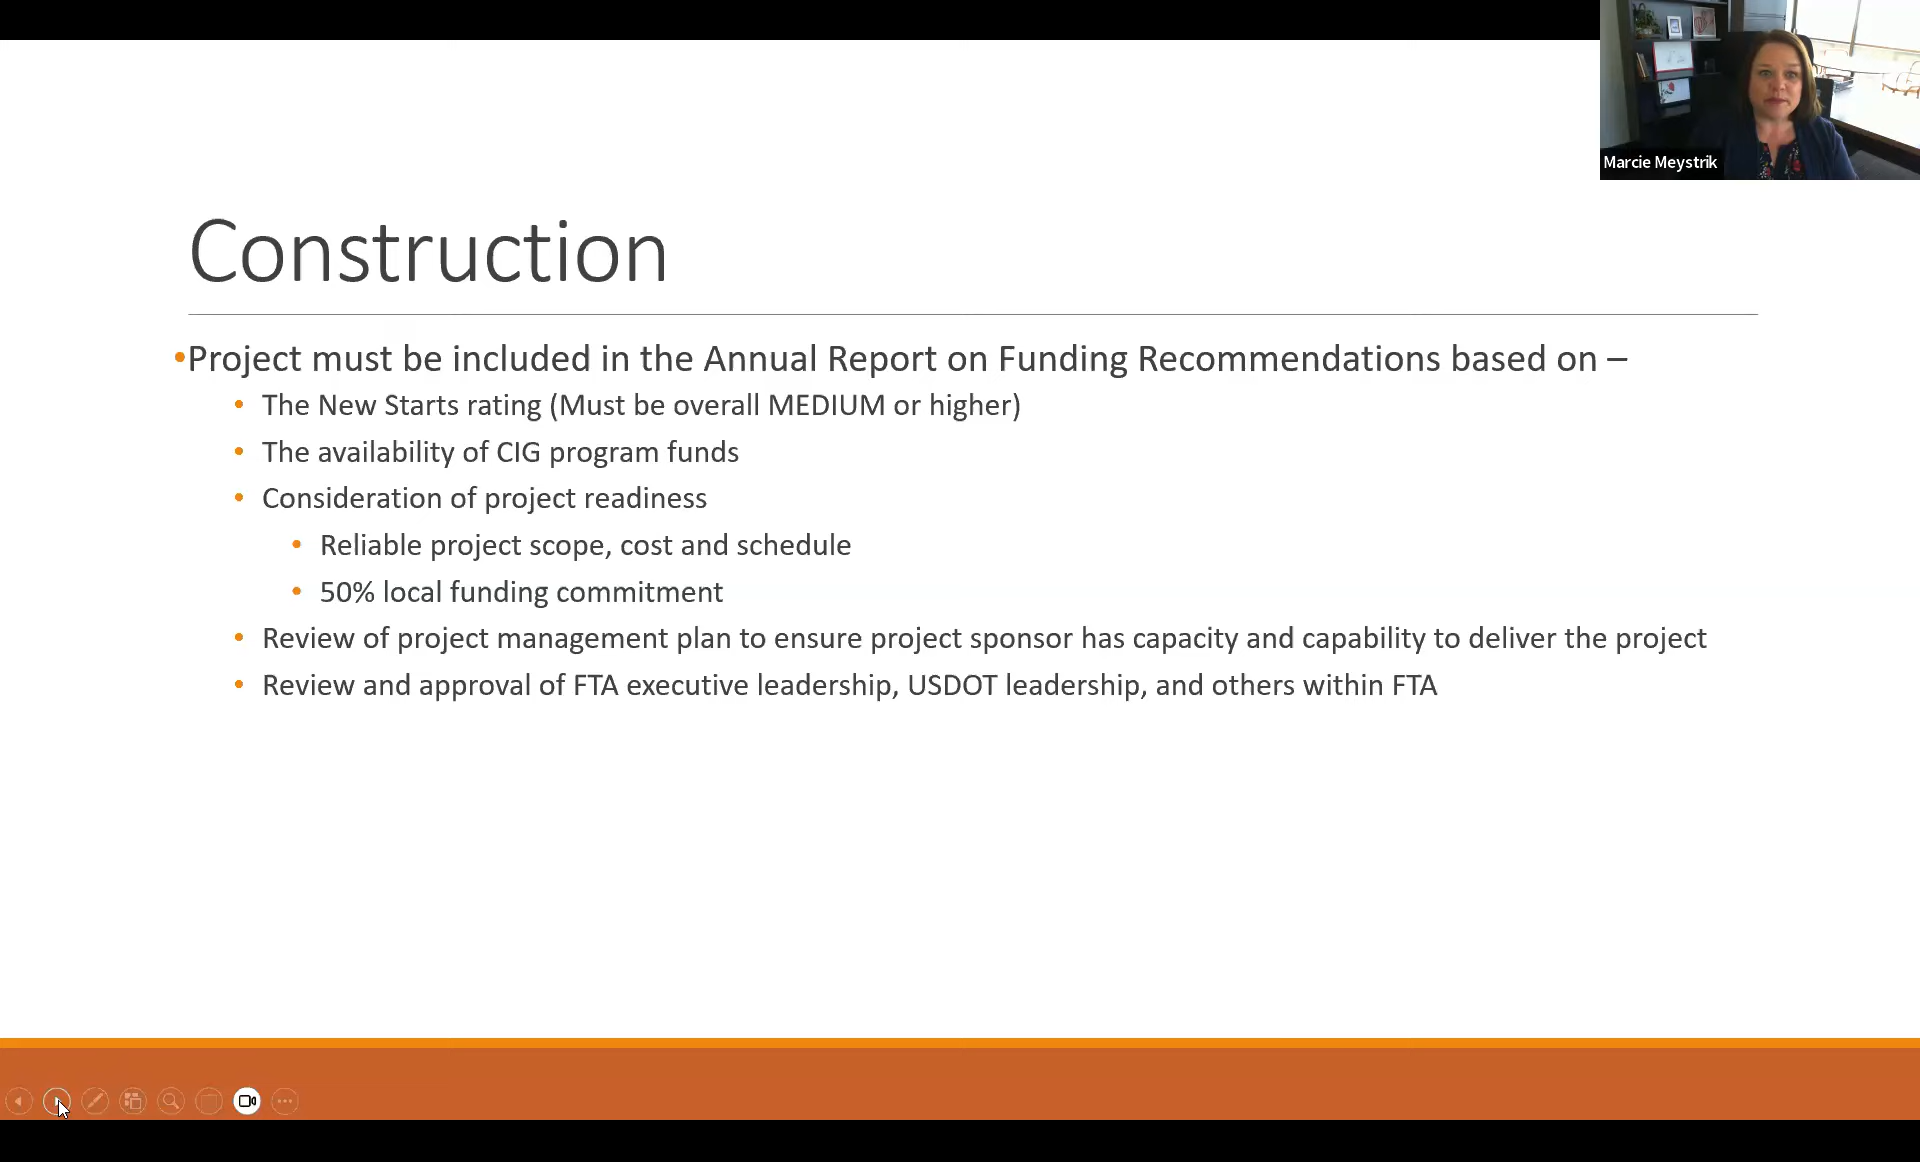 Marcie Meystrik
Construction
•Project must be included in the Annual Report on Funding Recommendations based on –
• The New Starts rating (Must be overall MEDIUM or higher)
• The availability of CIG program funds
• Consideration of project readiness
• Reliable project scope, cost and schedule
• 50% local funding commitment
• Review of project management plan to ensure project sponsor has capacity and capability to deliver the project
• Review and approval of FTA executive leadership, USDOT leadership, and others within FTA